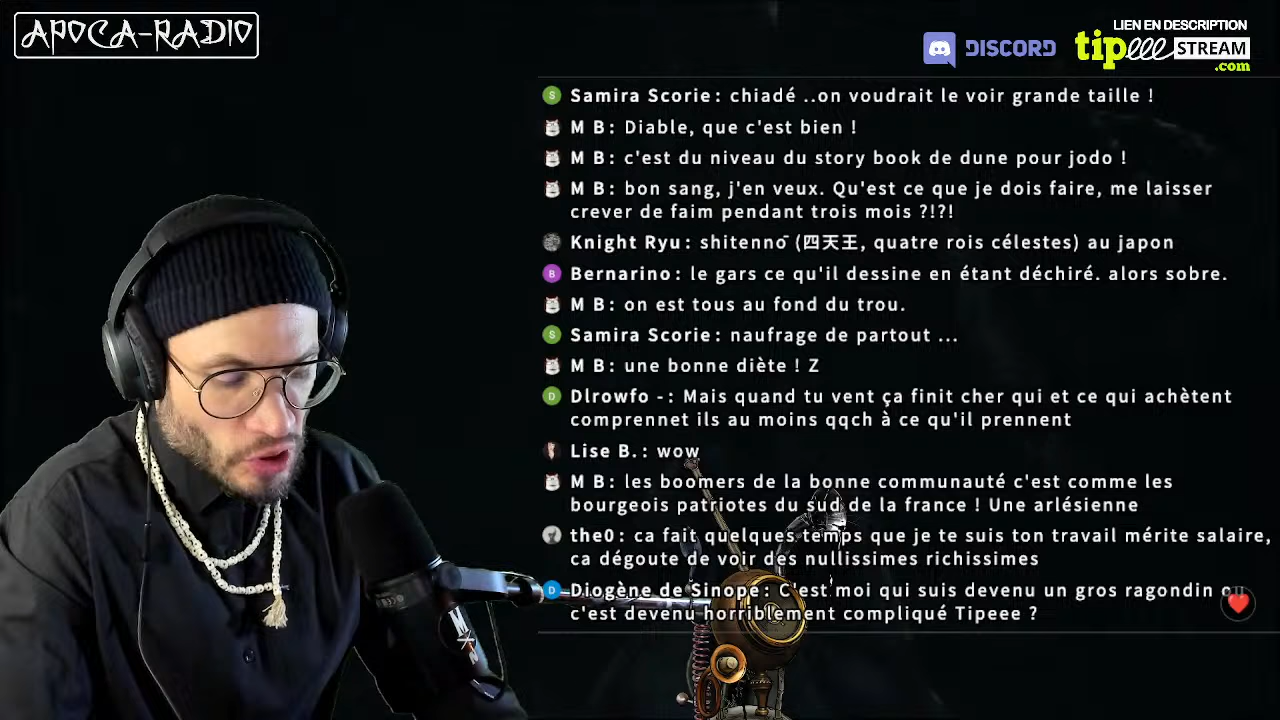 APOCA-RADIO
LIEN EN DESCRIPTION
DISCORD
tipeee STREAM
.com
Samira Scorie: chiadé ..on voudrait le voir grande taille !
M B: Diable, que c'est bien !
M B: c'est du niveau du story book de dune pour jodo !
M B: bon sang, j'en veux. Qu'est ce que je dois faire, me laisser
crever de faim pendant trois mois ?!?!
Knight Ryu: shitennō (四天王, quatre rois célestes) au japon
Bernarino: le gars ce qu'il dessine en étant déchiré. alors sobre.
M B: on est tous au fond du trou.
Samira Scorie: naufrage de partout ...
M B: une bonne diète ! Z
Dlrowfo -: Mais quand tu vent ça finit cher qui et ce qui achètent
comprennet ils au moins qqch à ce qu'il prennent
Lise B.: wow
M B: les boomers de la bonne communauté c'est comme les
bourgeois patriotes du sud de la france ! Une arlésienne
the0: ca fait quelques temps que je te suis ton travail mérite salaire,
ca dégoute de voir des nullissimes richissimes
Diogène de Sinope: C'est moi qui suis devenu un gros ragondin ou
c'est devenu horriblement compliqué Tipeee ?